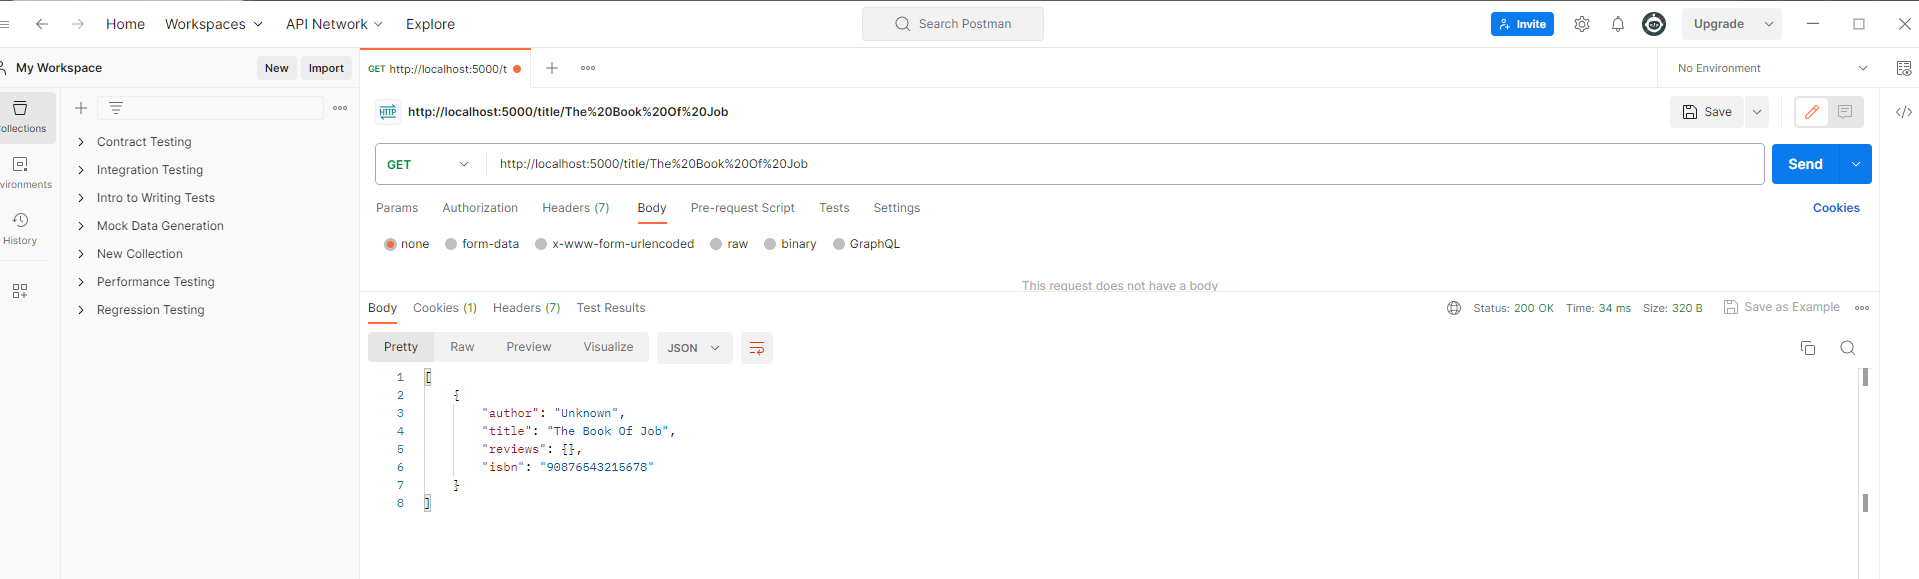 Home Workspaces API Network Explore Search Postman Invite Upgrade
My Workspace New Import GET http://localhost:5000/t No Environment
http://localhost:5000/title/The%20Book%20Of%20Job Save
GET http://localhost:5000/title/The%20Book%20Of%20Job Send
Params Authorization Headers (7) Body Pre-request Script Tests Settings Cookies
none form-data x-www-form-urlencoded raw binary GraphQL
This request does not have a body
ollections
vironments
History
Contract Testing
Integration Testing
Intro to Writing Tests
Mock Data Generation
New Collection
Performance Testing
Regression Testing
Body Cookies (1) Headers (7) Test Results Status: 200 OK Time: 34 ms Size: 320 B Save as Example
Pretty Raw Preview Visualize JSON
1 [
2 {
3 "author": "Unknown",
4 "title": "The Book Of Job",
5 "reviews": {},
6 "isbn": "90876543215678"
7 }
8 ]